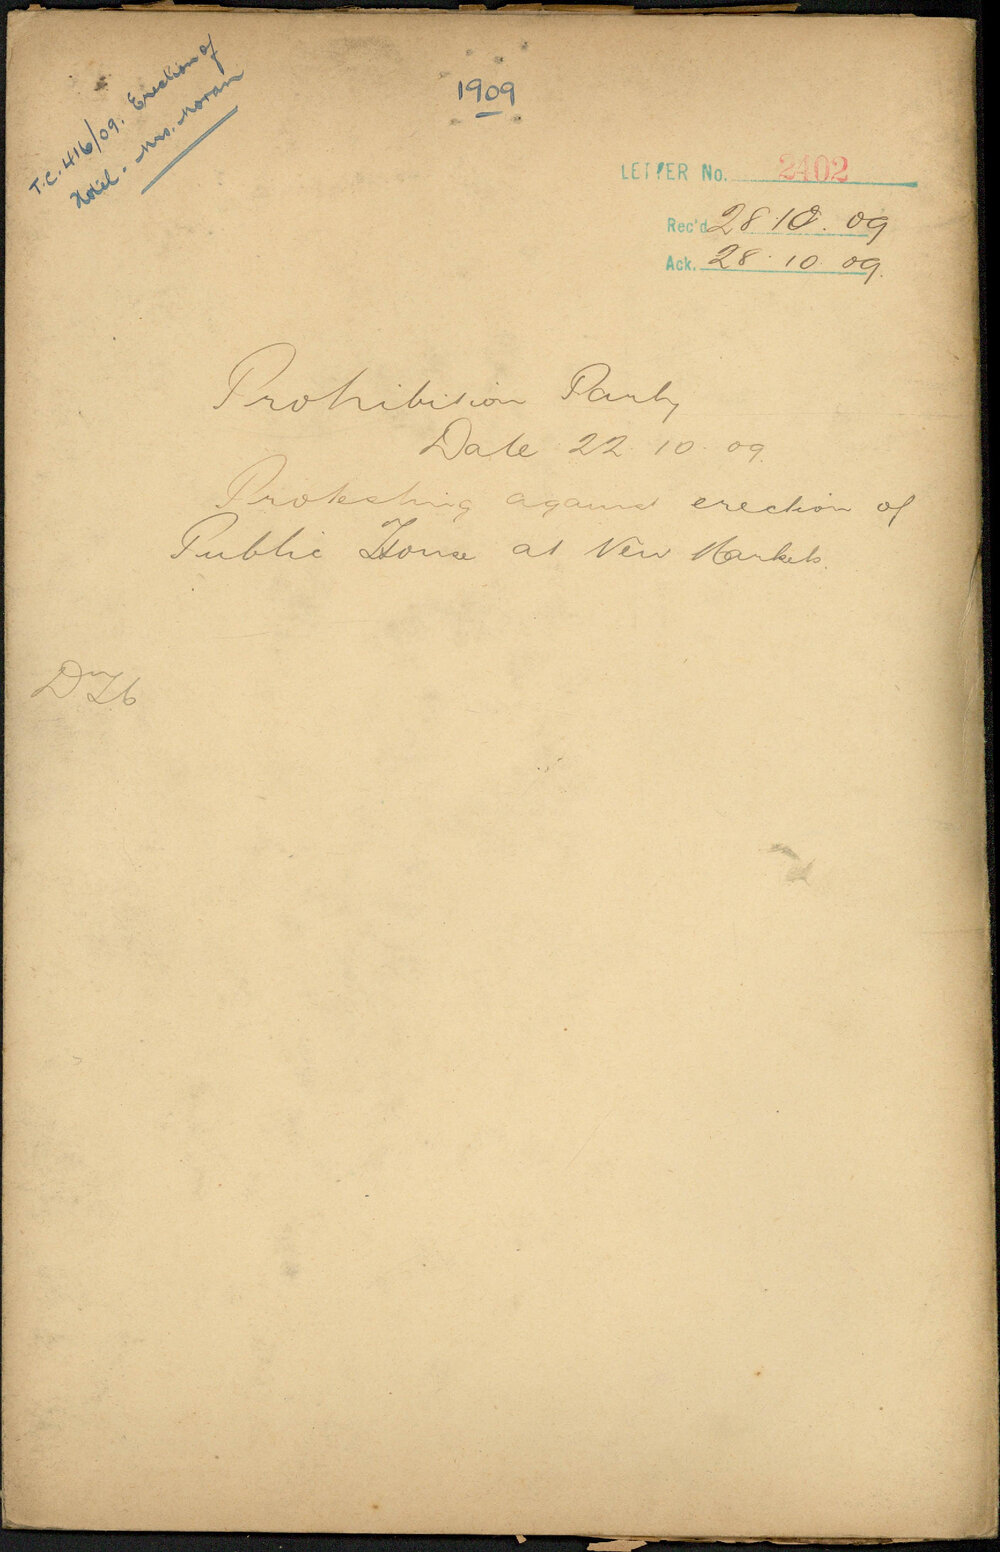 T.C. 416/09. Erection of
Hotel. Mrs. Moran
1909
LETTER No. 2402
Rec'd 28.10.09
Ack. 28.10.09.
Prohibition Party
Date 22.10.09.
Protesting against erection of
Public House at New Markets.